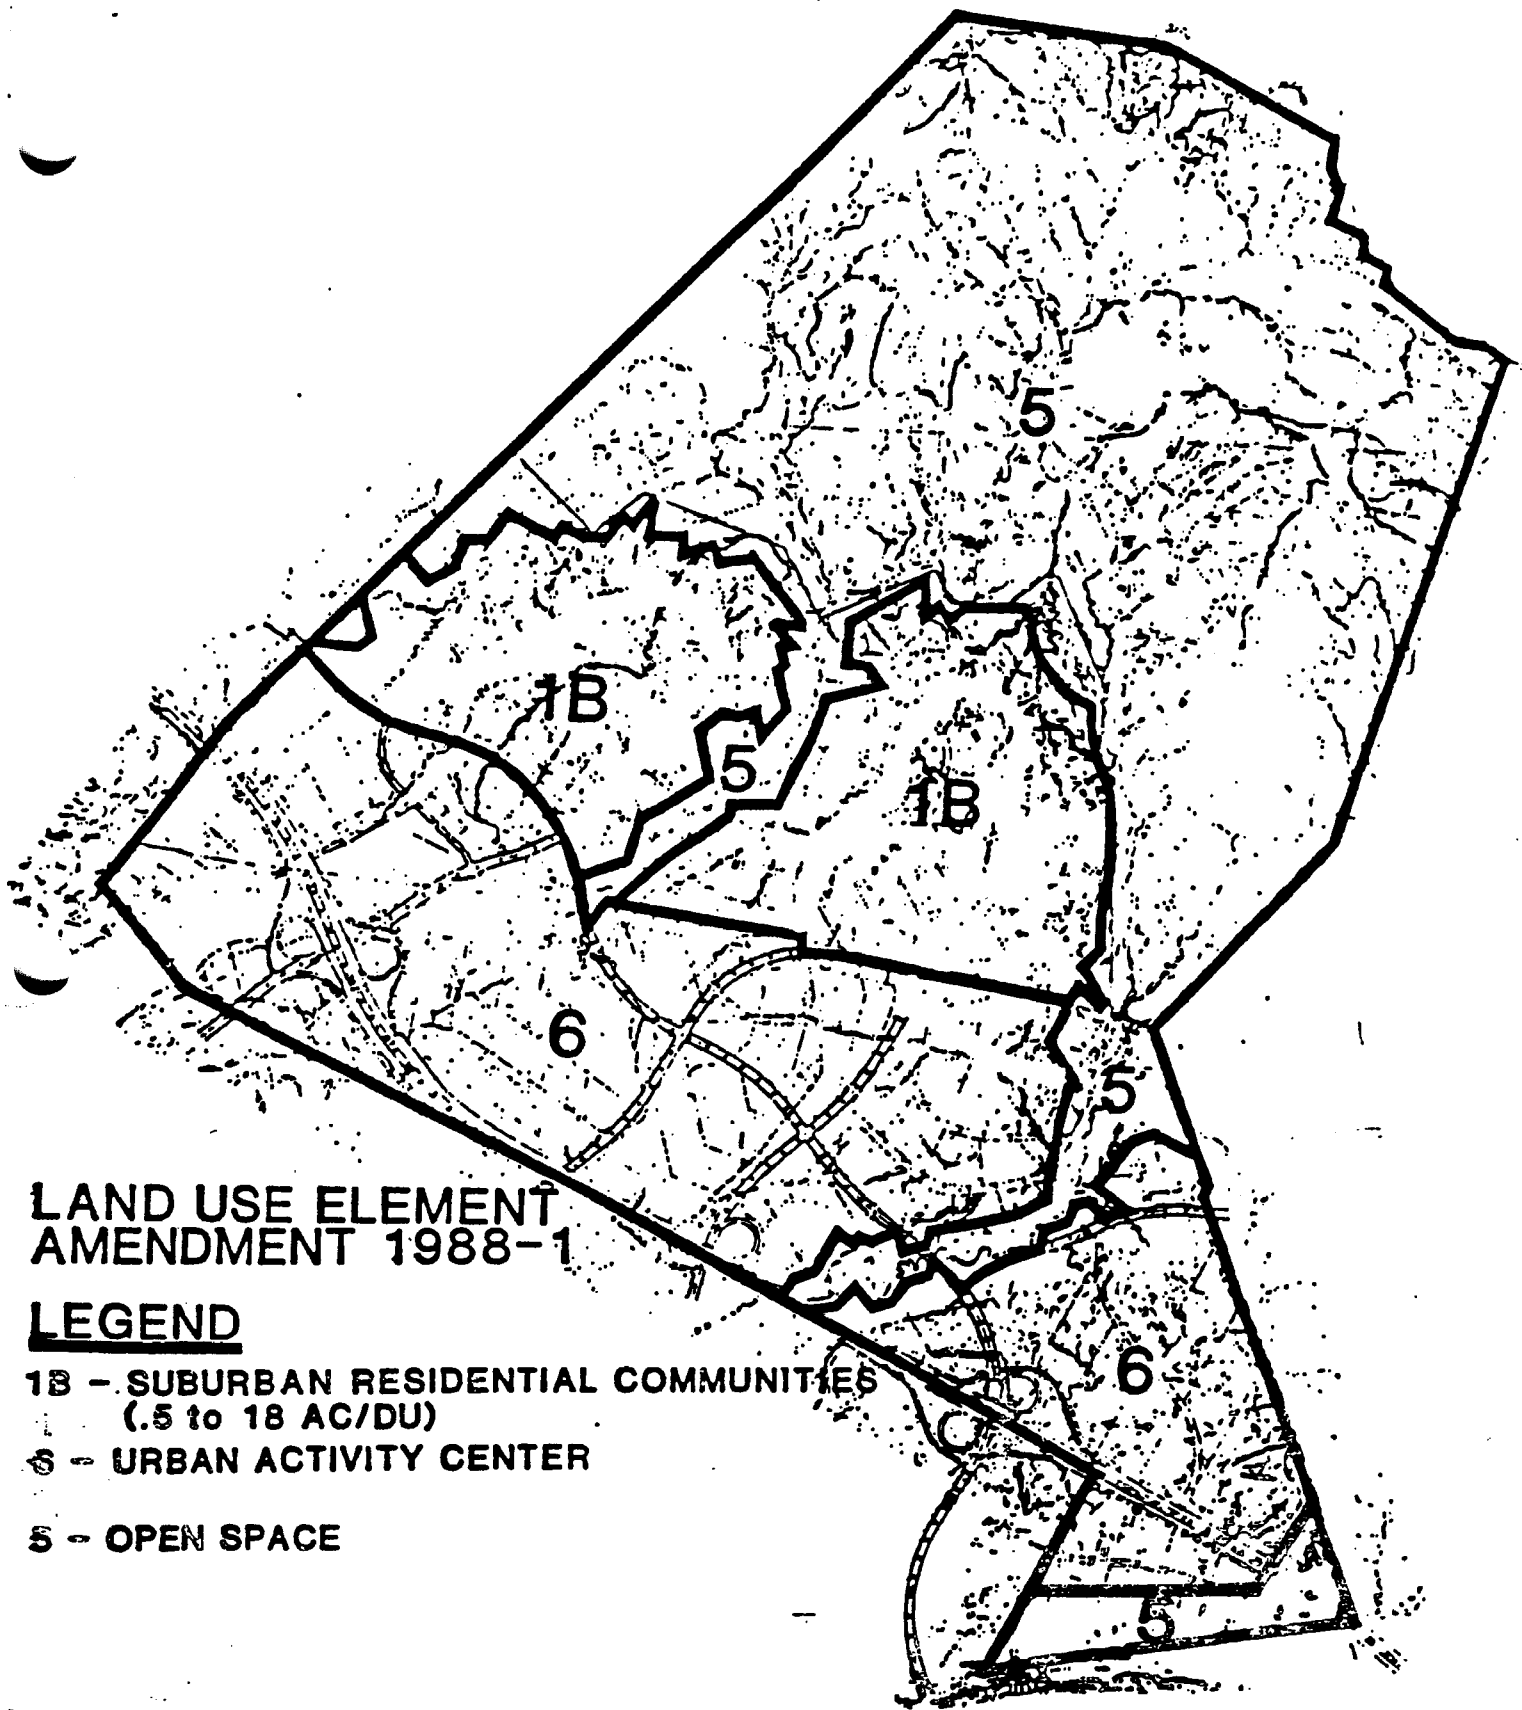 5
1B
5
1B
6
5
6
5
LAND USE ELEMENT
AMENDMENT 1988-1
LEGEND
1B - SUBURBAN RESIDENTIAL COMMUNITIES
(.5 to 18 AC/DU)
6 - URBAN ACTIVITY CENTER
5 - OPEN SPACE